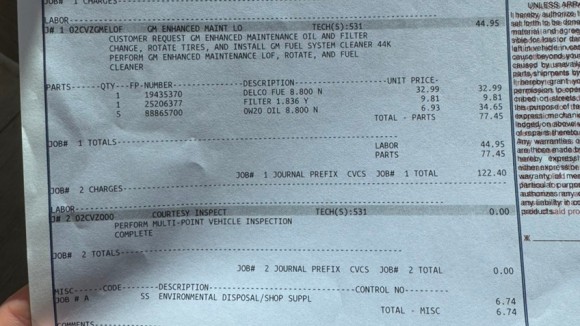 JOB# 1 CHARGES
LABOR
J# 1 02CVZGMELOF GM ENHANCED MAINT LO TECH(S):531 44.95
CUSTOMER REQUEST GM ENHANCED MAINTENANCE OIL AND FILTER
CHANGE, ROTATE TIRES, AND INSTALL GM FUEL SYSTEM CLEANER 44K
PERFORM GM ENHANCED MAINTENANCE LOF, ROTATE, AND FUEL
CLEANER
PARTS------QTY---FP-NUMBER---------------DESCRIPTION--------------------UNIT PRICE-
1 19435370 DELCO FUE 8.800 N 32.99 32.99
1 25206377 FILTER 1.836 Y 9.81 9.81
5 88865700 0W20 OIL 8.800 N 6.93 34.65
TOTAL - PARTS 77.45
JOB# 1 TOTALS
LABOR 44.95
PARTS 77.45
JOB# 1 JOURNAL PREFIX CVCS JOB# 1 TOTAL 122.40
JOB# 2 CHARGES
LABOR
J# 2 02CVZ000 COURTESY INSPECT TECH(S):531 0.00
PERFORM MULTI-POINT VEHICLE INSPECTION
COMPLETE
JOB# 2 TOTALS
JOB# 2 JOURNAL PREFIX CVCS JOB# 2 TOTAL 0.00
MISC------CODE--------DESCRIPTION--------------------CONTROL NO---------
JOB # A SS ENVIRONMENTAL DISPOSAL/SHOP SUPPL 6.74
TOTAL - MISC 6.74
COMMENTS